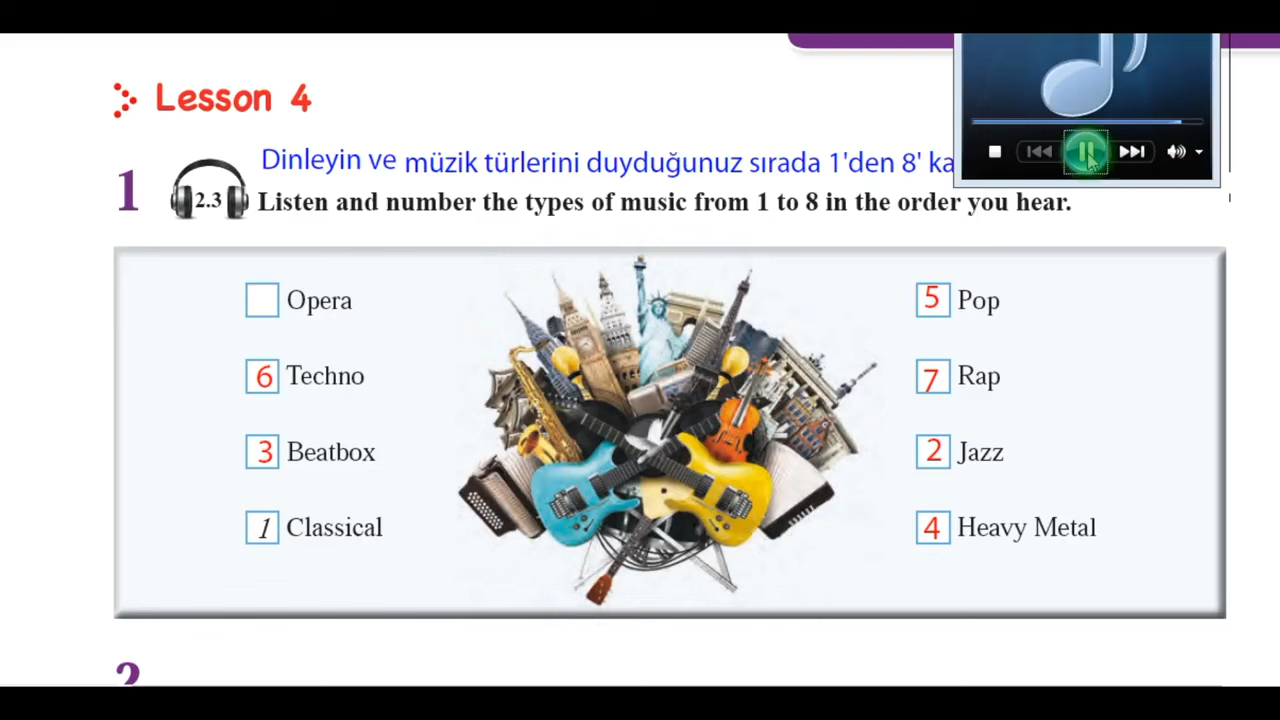 Lesson 4
Dinleyin ve müzik türlerini duyduğunuz sırada 1'den 8' ka
1 2.3 Listen and number the types of music from 1 to 8 in the order you hear.
Opera
5 Pop
6 Techno
7 Rap
3 Beatbox
2 Jazz
1 Classical
4 Heavy Metal
2